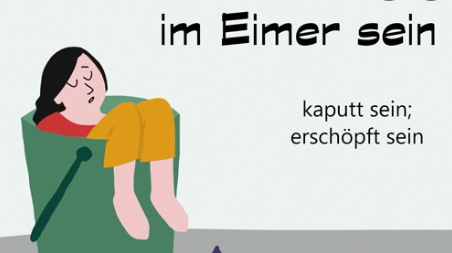 im Eimer sein
kaputt sein;
erschöpft sein